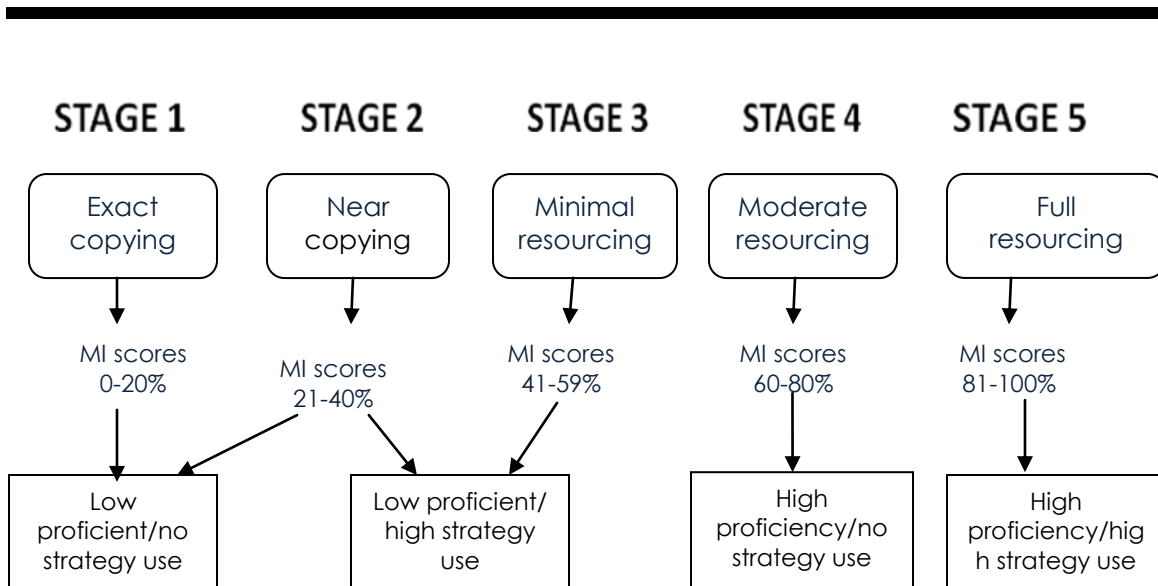 STAGE 1
STAGE 2
STAGE 3
STAGE 4
STAGE 5
Exact
copying
Near
copying
Minimal
resourcing
Moderate
resourcing
Full
resourcing
MI scores
0-20%
MI scores
21-40%
MI scores
41-59%
MI scores
60-80%
MI scores
81-100%
Low
proficient/no
strategy use
Low proficient/
high strategy
use
High
proficiency/no
strategy use
High
proficiency/hig
h strategy use